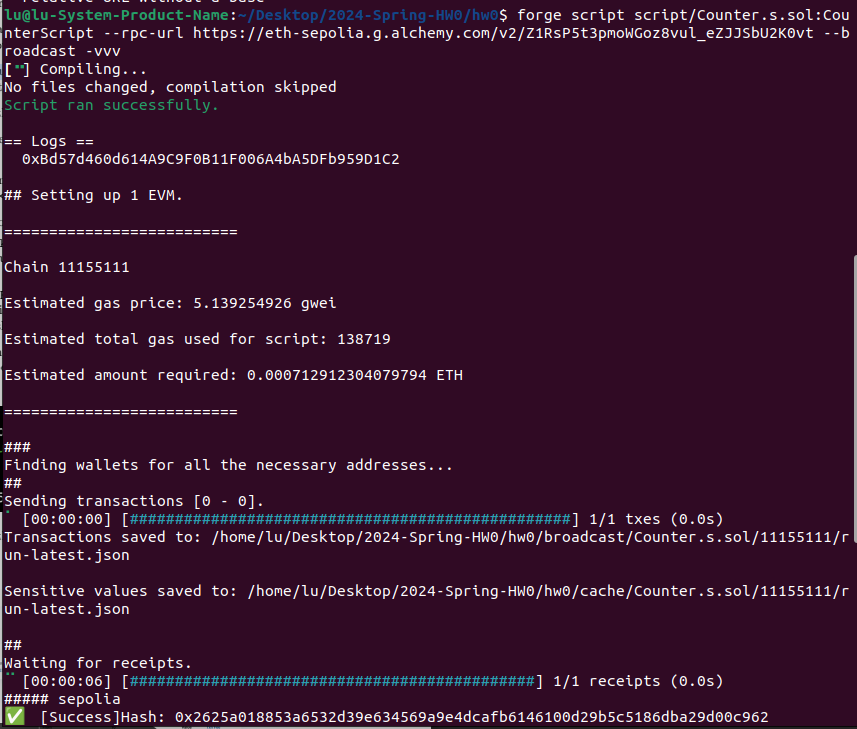 lu@lu-System-Product-Name:~/Desktop/2024-Spring-HW0/hw0$ forge script script/Counter.s.sol:Cou
nterScript --rpc-url https://eth-sepolia.g.alchemy.com/v2/Z1RsP5t3pmoWGoz8vul_eZJJSbU2K0vt --b
roadcast -vvv
[⠒] Compiling...
No files changed, compilation skipped
Script ran successfully.
== Logs ==
0xBd57d460d614A9C9F0B11F006A4bA5DFb959D1C2
## Setting up 1 EVM.
==========================
Chain 11155111
Estimated gas price: 5.139254926 gwei
Estimated total gas used for script: 138719
Estimated amount required: 0.000712912304079794 ETH
==========================
###
Finding wallets for all the necessary addresses...
##
Sending transactions [0 - 0].
[00:00:00] [#################################################] 1/1 txes (0.0s)
Transactions saved to: /home/lu/Desktop/2024-Spring-HW0/hw0/broadcast/Counter.s.sol/11155111/r
un-latest.json
Sensitive values saved to: /home/lu/Desktop/2024-Spring-HW0/hw0/cache/Counter.s.sol/11155111/r
un-latest.json
##
Waiting for receipts.
[00:00:06] [#############################################] 1/1 receipts (0.0s)
##### sepolia
✅ [Success]Hash: 0x2625a018853a6532d39e634569a9e4dcafb6146100d29b5c5186dba29d00c962